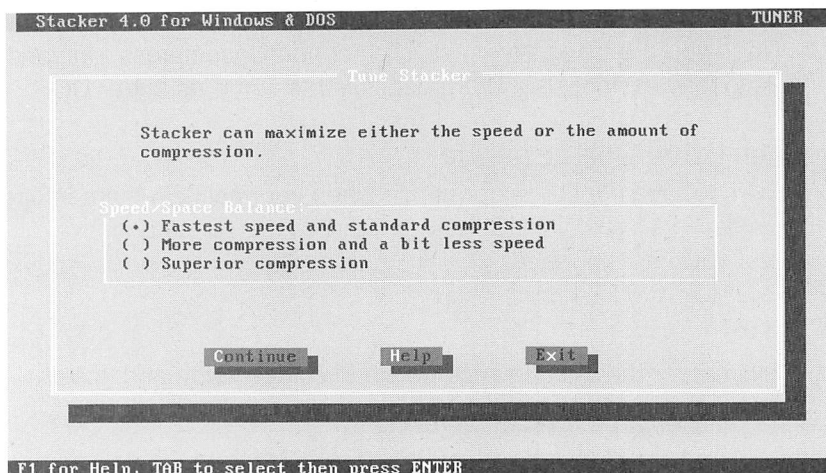 Stacker 4.0 for Windows & DOS TUNER
Tune Stacker
Stacker can maximize either the speed or the amount of
compression.
Speed/Space Balance:
(•) Fastest speed and standard compression
( ) More compression and a bit less speed
( ) Superior compression
Continue Help Exit
F1 for Help, TAB to select then press ENTER